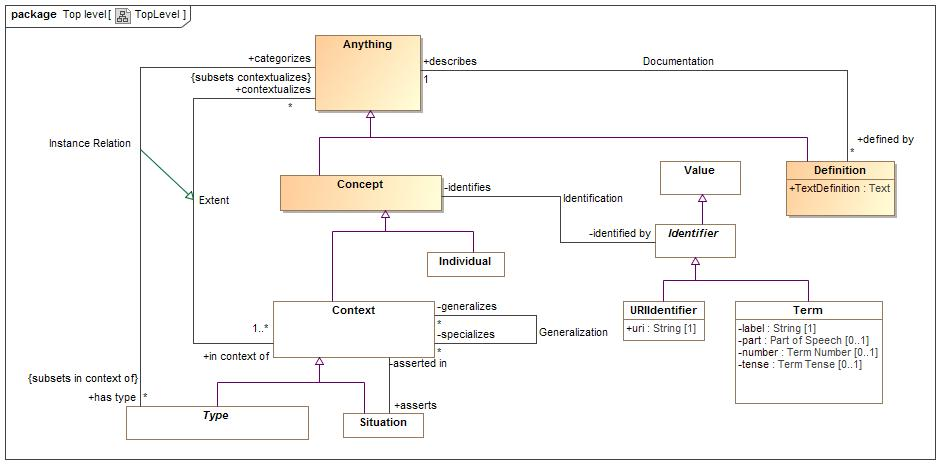 package Top level[ TopLevel ]
Anything
+categorizes
+describes
1
Documentation
{subsets contextualizes}
+contextualizes
*
Instance Relation
+defined by
*
Extent
Concept
-identifies
Identification
Value
Definition
+TextDefinition : Text
-identified by
Identifier
Individual
Context
-generalizes
*
-specializes
*
Generalization
1..*
+in context of
URIIdentifier
+uri : String [1]
Term
-label : String [1]
-part : Part of Speech [0..1]
-number : Term Number [0..1]
-tense : Term Tense [0..1]
-asserted in
{subsets in context of}
+has type
*
+asserts
Type
Situation